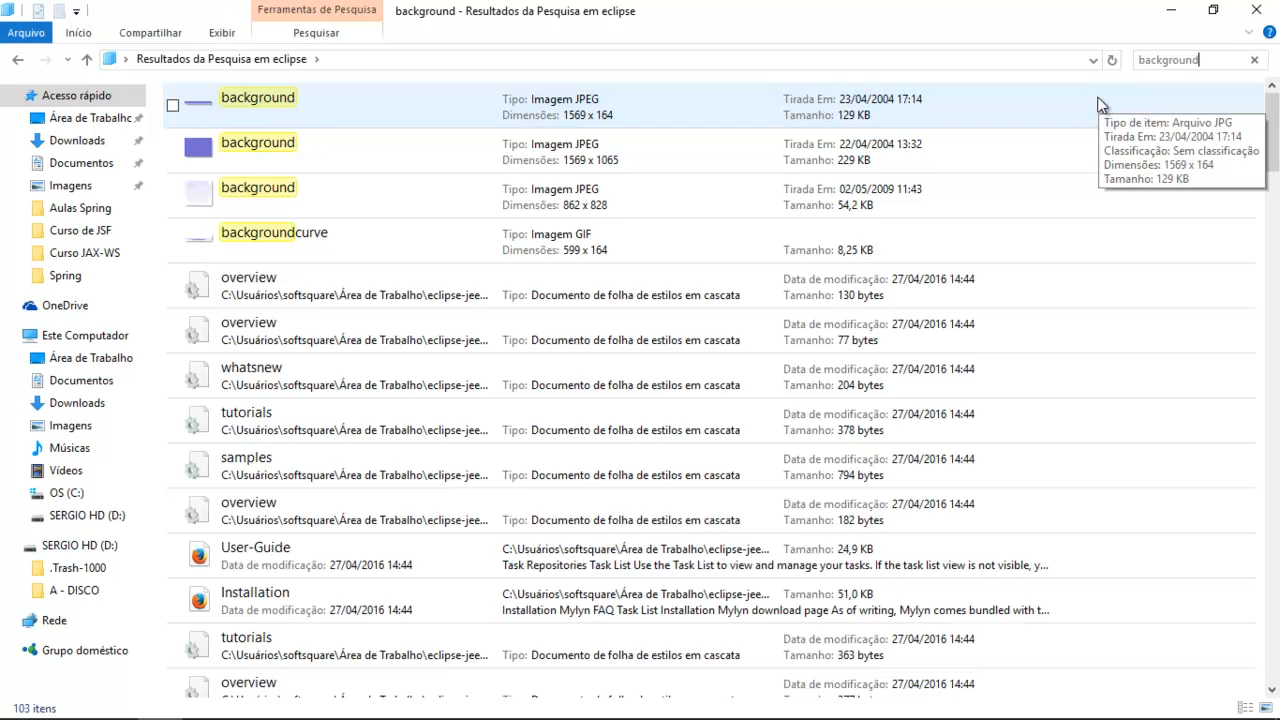 Ferramentas de Pesquisa
background - Resultados da Pesquisa em eclipse
Arquivo Início Compartilhar Exibir Pesquisar
Resultados da Pesquisa em eclipse
background
Acesso rápido
Área de Trabalhc
Downloads
Documentos
Imagens
Aulas Spring
Curso de JSF
Curso JAX-WS
Spring
OneDrive
Este Computador
Área de Trabalho
Documentos
Downloads
Imagens
Músicas
Vídeos
OS (C:)
SERGIO HD (D:)
SERGIO HD (D:)
.Trash-1000
A - DISCO
Rede
Grupo doméstico
background Tipo: Imagem JPEG Tirada Em: 23/04/2004 17:14
Dimensões: 1569 x 164 Tamanho: 129 KB
background Tipo: Imagem JPEG Tirada Em: 22/04/2004 13:32
Dimensões: 1569 x 1065 Tamanho: 229 KB
background Tipo: Imagem JPEG Tirada Em: 02/05/2009 11:43
Dimensões: 862 x 828 Tamanho: 54,2 KB
backgroundcurve Tipo: Imagem GIF
Dimensões: 599 x 164 Tamanho: 8,25 KB
overview Data de modificação: 27/04/2016 14:44
C:\Usuários\softsquare\Área de Trabalho\eclipse-jee... Tipo: Documento de folha de estilos em cascata Tamanho: 130 bytes
overview Data de modificação: 27/04/2016 14:44
C:\Usuários\softsquare\Área de Trabalho\eclipse-jee... Tipo: Documento de folha de estilos em cascata Tamanho: 77 bytes
whatsnew Data de modificação: 27/04/2016 14:44
C:\Usuários\softsquare\Área de Trabalho\eclipse-jee... Tipo: Documento de folha de estilos em cascata Tamanho: 204 bytes
tutorials Data de modificação: 27/04/2016 14:44
C:\Usuários\softsquare\Área de Trabalho\eclipse-jee... Tipo: Documento de folha de estilos em cascata Tamanho: 378 bytes
samples Data de modificação: 27/04/2016 14:44
C:\Usuários\softsquare\Área de Trabalho\eclipse-jee... Tipo: Documento de folha de estilos em cascata Tamanho: 794 bytes
overview Data de modificação: 27/04/2016 14:44
C:\Usuários\softsquare\Área de Trabalho\eclipse-jee... Tipo: Documento de folha de estilos em cascata Tamanho: 182 bytes
User-Guide C:\Usuários\softsquare\Área de Trabalho\eclipse-jee... Tamanho: 24,9 KB
Data de modificação: 27/04/2016 14:44 Task Repositories Task List Use the Task List to view and manage your tasks. If the task list view is not visible, y...
Installation C:\Usuários\softsquare\Área de Trabalho\eclipse-jee... Tamanho: 51,0 KB
Data de modificação: 27/04/2016 14:44 Installation Mylyn FAQ Task List Installation Mylyn download page As of writing, Mylyn comes bundled with t...
tutorials Data de modificação: 27/04/2016 14:44
C:\Usuários\softsquare\Área de Trabalho\eclipse-jee... Tipo: Documento de folha de estilos em cascata Tamanho: 363 bytes
overview Data de modificação: 27/04/2016 14:44
Tipo de item: Arquivo JPG
Tirada Em: 23/04/2004 17:14
Classificação: Sem classificação
Dimensões: 1569 x 164
Tamanho: 129 KB
103 itens